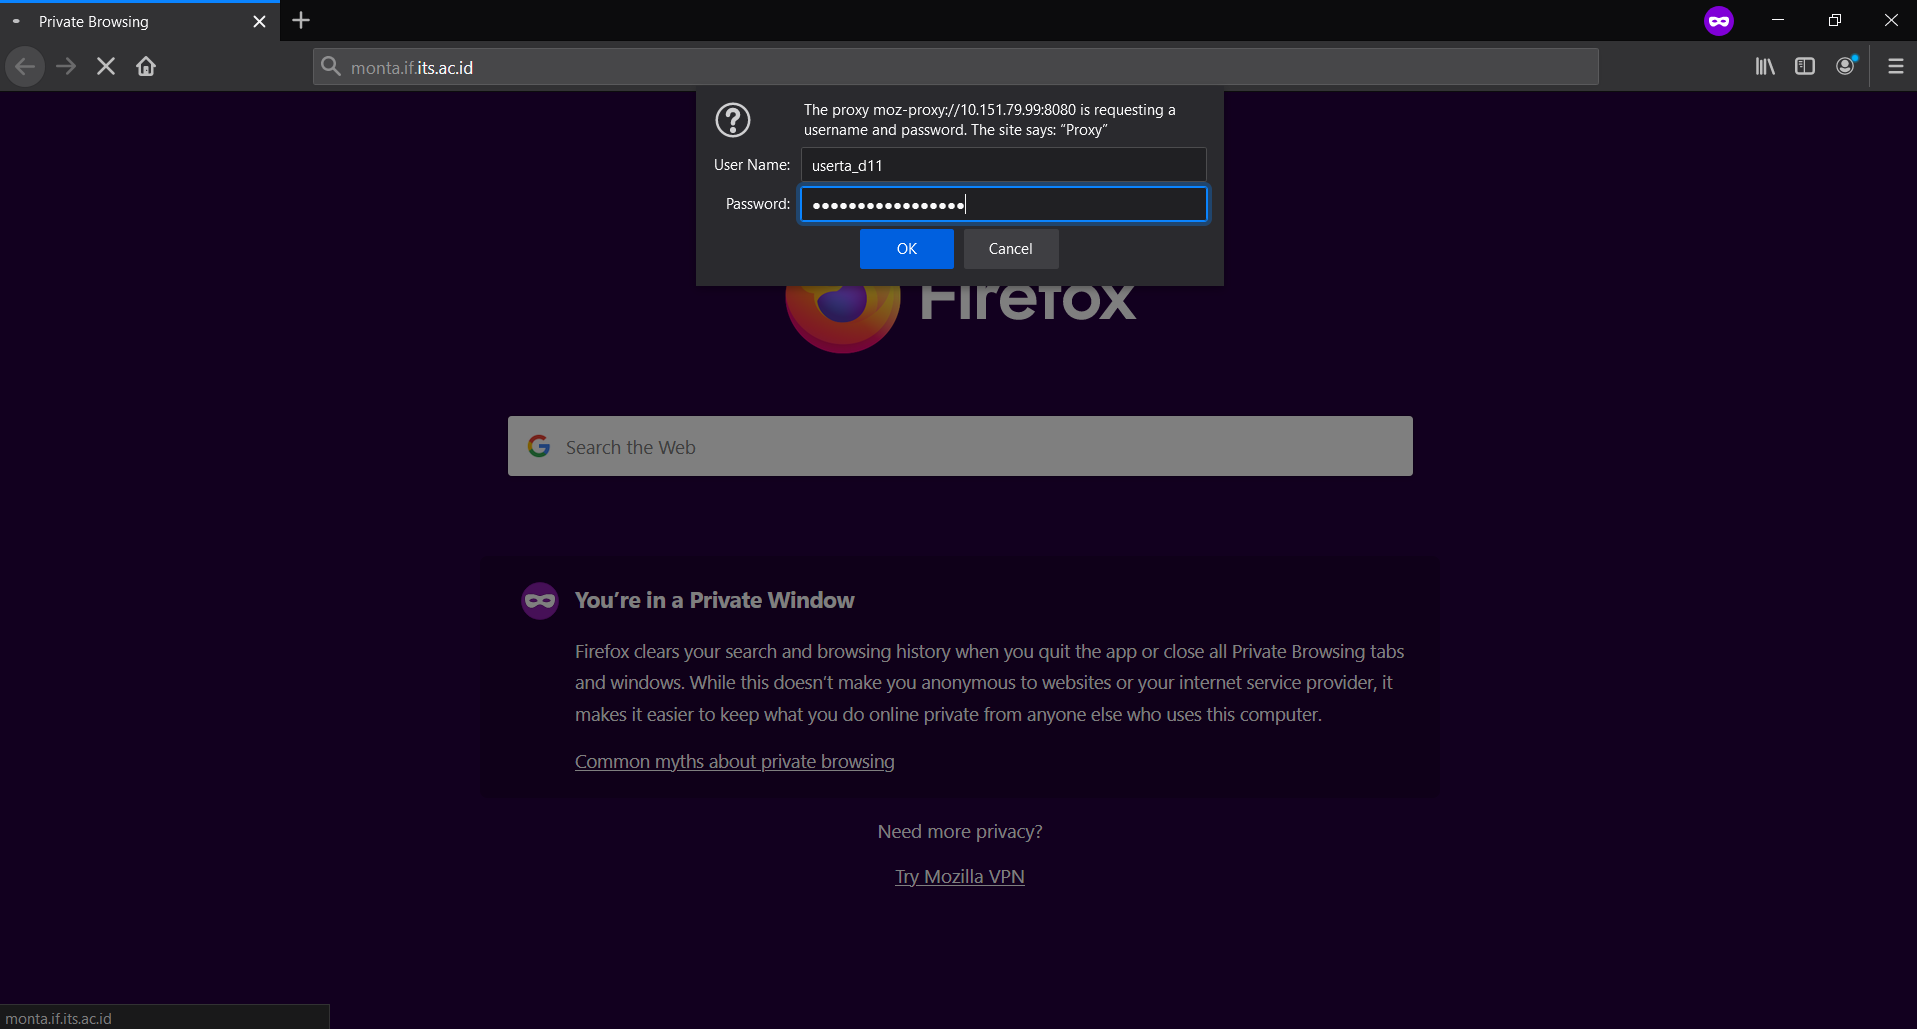 Private Browsing
monta.if.its.ac.id
The proxy moz-proxy://10.151.79.99:8080 is requesting a
username and password. The site says: “Proxy”
User Name: userta_d11
Password: •••••••••••••••••
OK Cancel
Firefox
Search the Web
You’re in a Private Window
Firefox clears your search and browsing history when you quit the app or close all Private Browsing tabs
and windows. While this doesn’t make you anonymous to websites or your internet service provider, it
makes it easier to keep what you do online private from anyone else who uses this computer.
Common myths about private browsing
Need more privacy?
Try Mozilla VPN
monta.if.its.ac.id